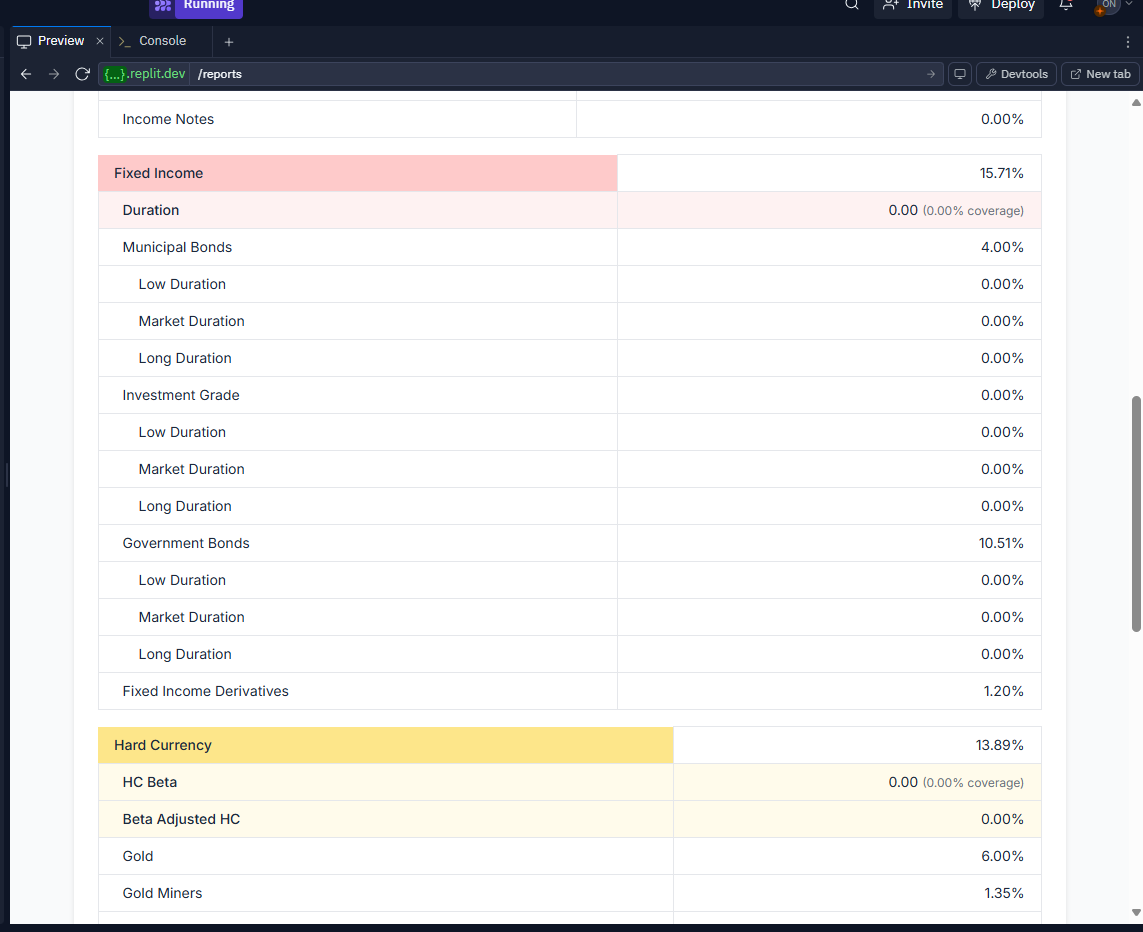 Running
Invite
Deploy
ON
Preview
Console
{...}.replit.dev /reports
Devtools
New tab
Income Notes 0.00%
Fixed Income 15.71%
Duration 0.00 (0.00% coverage)
Municipal Bonds 4.00%
Low Duration 0.00%
Market Duration 0.00%
Long Duration 0.00%
Investment Grade 0.00%
Low Duration 0.00%
Market Duration 0.00%
Long Duration 0.00%
Government Bonds 10.51%
Low Duration 0.00%
Market Duration 0.00%
Long Duration 0.00%
Fixed Income Derivatives 1.20%
Hard Currency 13.89%
HC Beta 0.00 (0.00% coverage)
Beta Adjusted HC 0.00%
Gold 6.00%
Gold Miners 1.35%